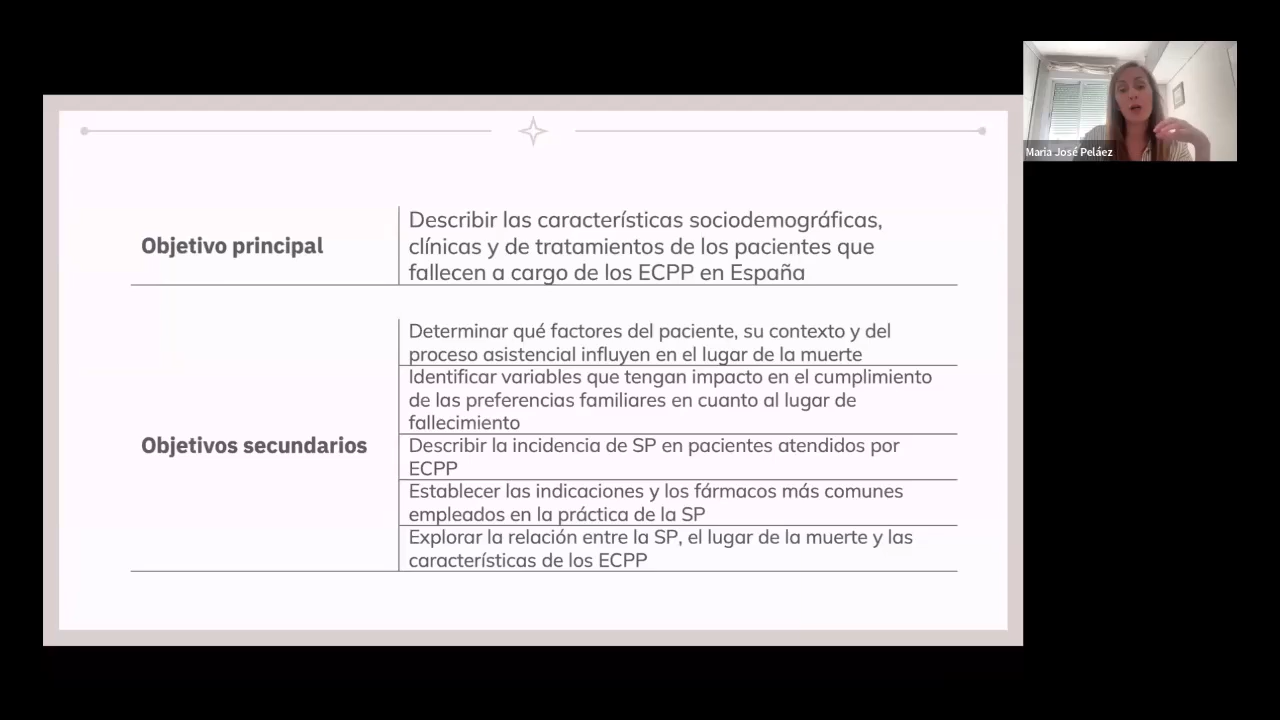 Maria José Peláez
Objetivo principal
Describir las características sociodemográficas,
clínicas y de tratamientos de los pacientes que
fallecen a cargo de los ECPP en España
Objetivos secundarios
Determinar qué factores del paciente, su contexto y del
proceso asistencial influyen en el lugar de la muerte
Identificar variables que tengan impacto en el cumplimiento
de las preferencias familiares en cuanto al lugar de
fallecimiento
Describir la incidencia de SP en pacientes atendidos por
ECPP
Establecer las indicaciones y los fármacos más comunes
empleados en la práctica de la SP
Explorar la relación entre la SP, el lugar de la muerte y las
características de los ECPP